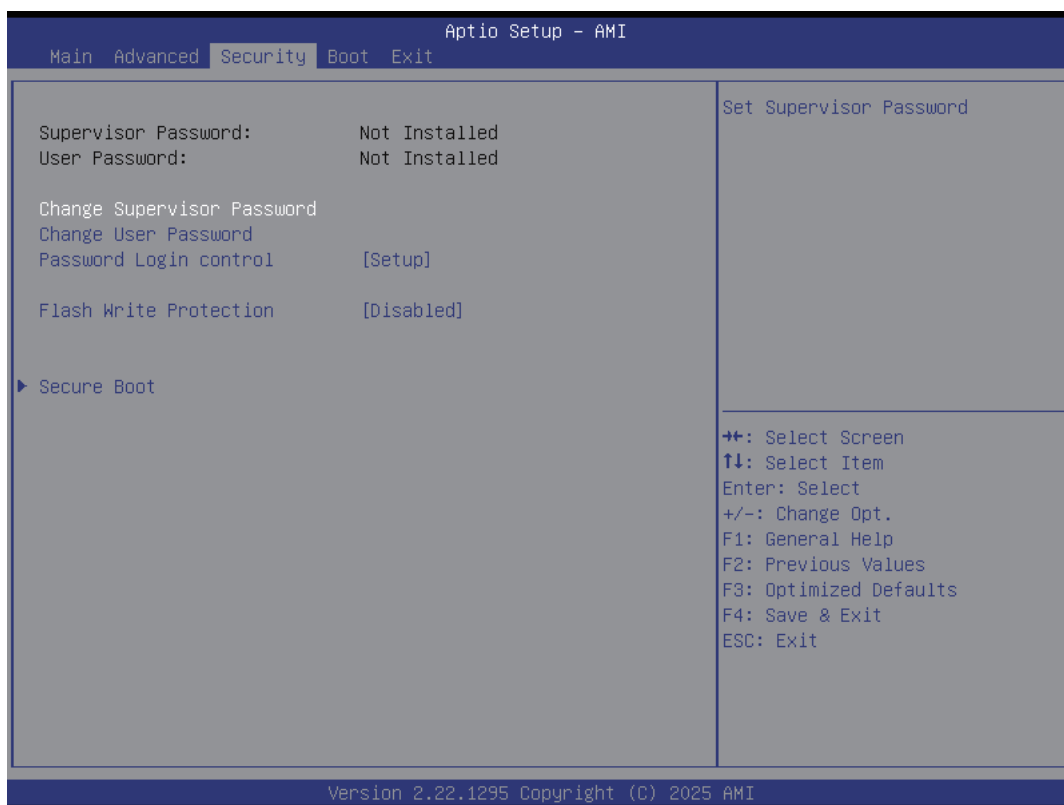 Aptio Setup – AMI
Main Advanced Security Boot Exit
Supervisor Password: Not Installed
User Password: Not Installed
Change Supervisor Password
Change User Password
Password Login control [Setup]
Flash Write Protection [Disabled]
▶ Secure Boot
Set Supervisor Password
→←: Select Screen
↑↓: Select Item
Enter: Select
+/-: Change Opt.
F1: General Help
F2: Previous Values
F3: Optimized Defaults
F4: Save & Exit
ESC: Exit
Version 2.22.1295 Copyright (C) 2025 AMI